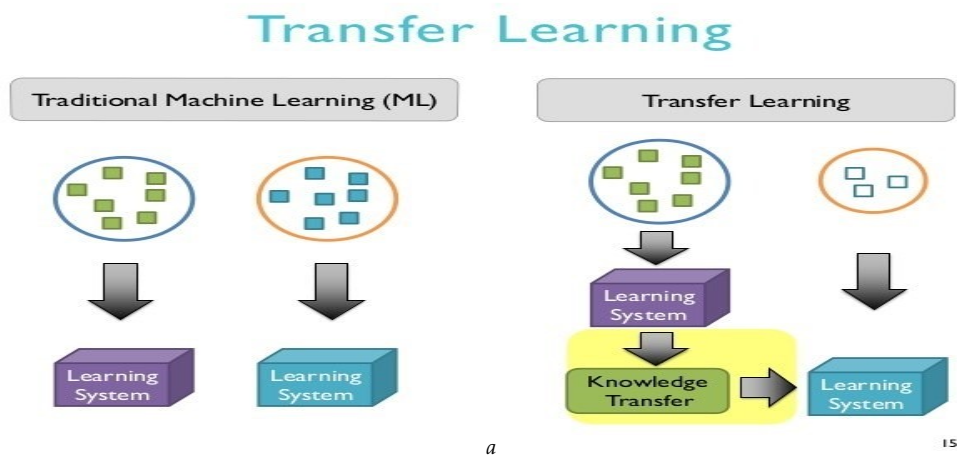 Transfer Learning
Traditional Machine Learning (ML)
Transfer Learning
Learning
System
Learning
System
Learning
System
Knowledge
Transfer
Learning
System
a
15